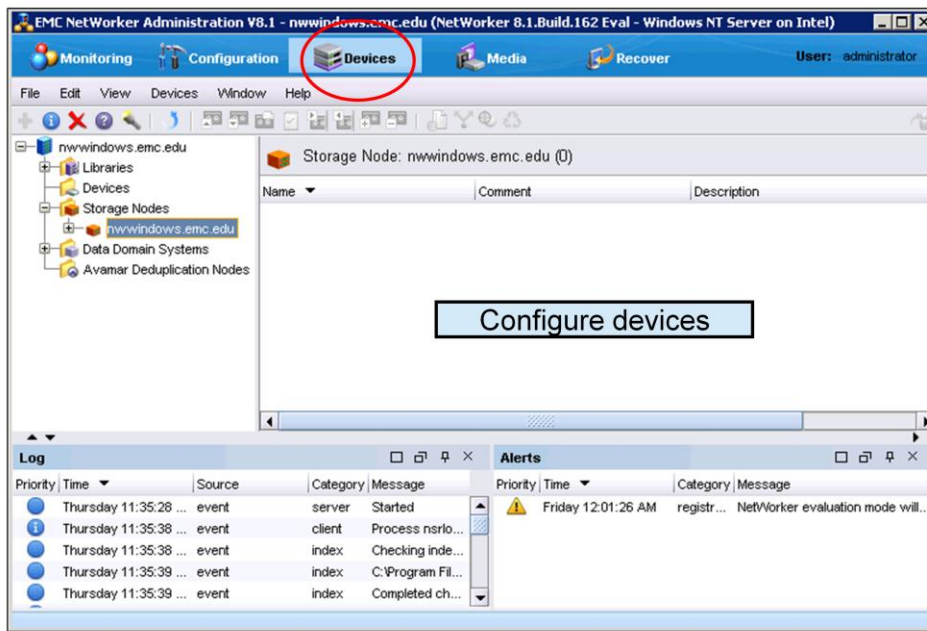 EMC NetWorker Administration V8.1 - nwwindows.emc.edu (NetWorker 8.1.Build.162 Eval - Windows NT Server on Intel)
Monitoring Configuration Devices Media Recover User: administrator
File Edit View Devices Window Help
nwwindows.emc.edu
Libraries
Devices
Storage Nodes
nwwindows.emc.edu
Data Domain Systems
Avamar Deduplication Nodes
Storage Node: nwwindows.emc.edu (0)
Name Comment Description
Configure devices
Log
Priority Time Source Category Message
Thursday 11:35:28 ... event server Started
Thursday 11:35:38 ... event client Process nsrlo...
Thursday 11:35:38 ... event index Checking inde...
Thursday 11:35:39 ... event index C:\Program Fil...
Thursday 11:35:39 ... event index Completed ch...
Alerts
Priority Time Category Message
Friday 12:01:26 AM registr... NetWorker evaluation mode will...